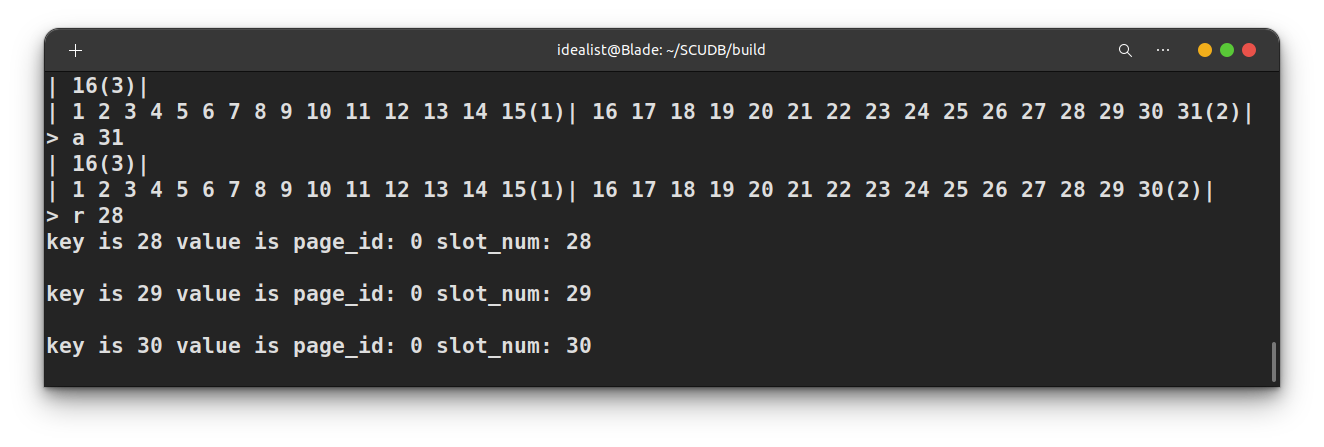 idealist@Blade: ~/SCUDB/build
| 16(3)|
| 1 2 3 4 5 6 7 8 9 10 11 12 13 14 15(1)| 16 17 18 19 20 21 22 23 24 25 26 27 28 29 30 31(2)|
> a 31
| 16(3)|
| 1 2 3 4 5 6 7 8 9 10 11 12 13 14 15(1)| 16 17 18 19 20 21 22 23 24 25 26 27 28 29 30(2)|
> r 28
key is 28 value is page_id: 0 slot_num: 28
key is 29 value is page_id: 0 slot_num: 29
key is 30 value is page_id: 0 slot_num: 30